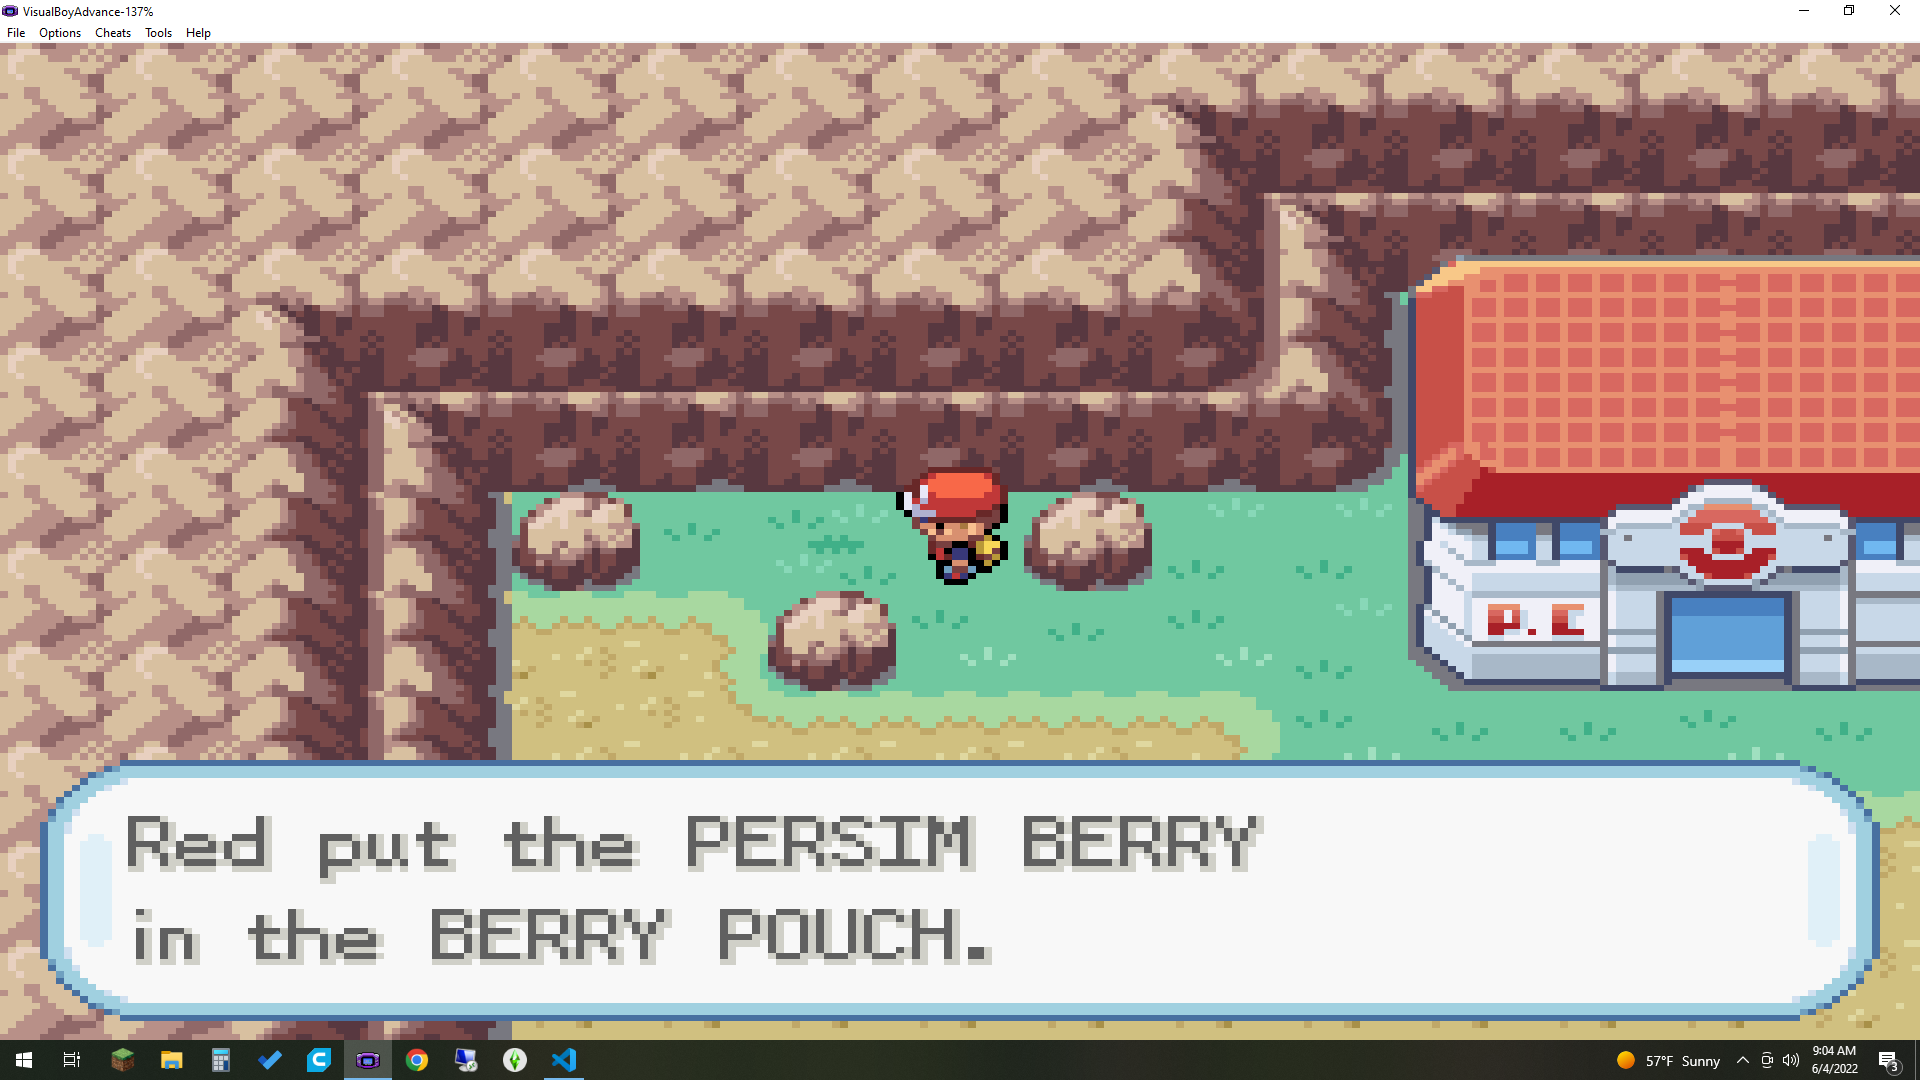 VisualBoyAdvance-137%
File Options Cheats Tools Help
P.C
Red put the PERSIM BERRY
in the BERRY POUCH.
57°F Sunny
9:04 AM
6/4/2022
3